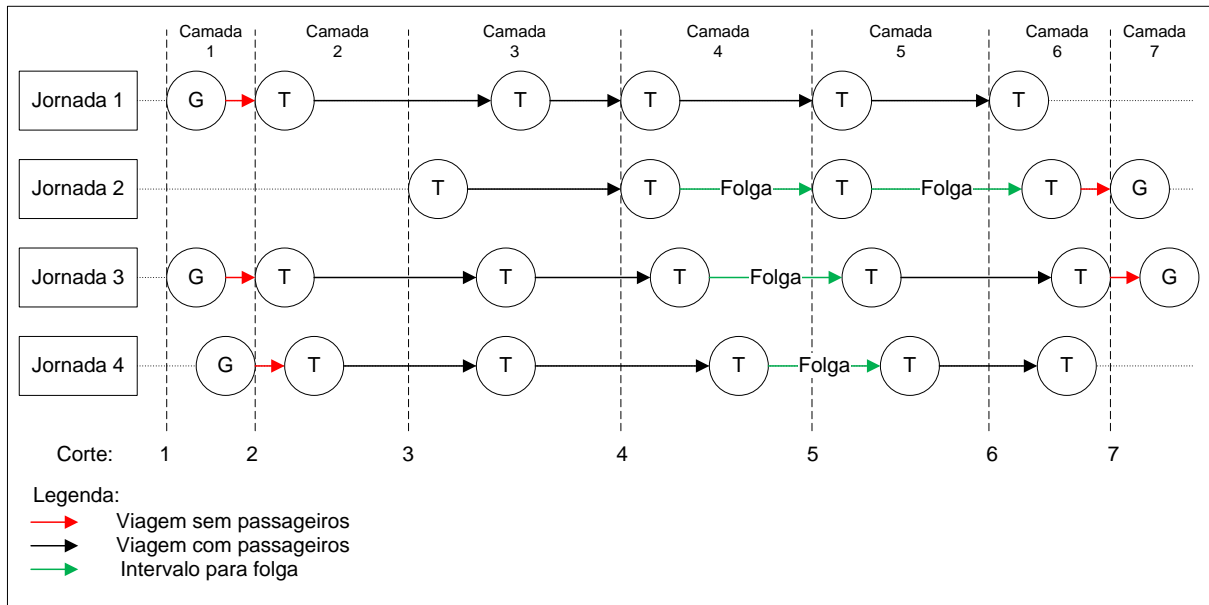 Camada 1
Camada 2
Camada 3
Camada 4
Camada 5
Camada 6
Camada 7
Jornada 1
G T T T T T
Jornada 2
T T Folga T Folga T G
Jornada 3
G T T T Folga T T G
Jornada 4
G T T T Folga T T
Corte: 1 2 3 4 5 6 7
Legenda:
Viagem sem passageiros
Viagem com passageiros
Intervalo para folga